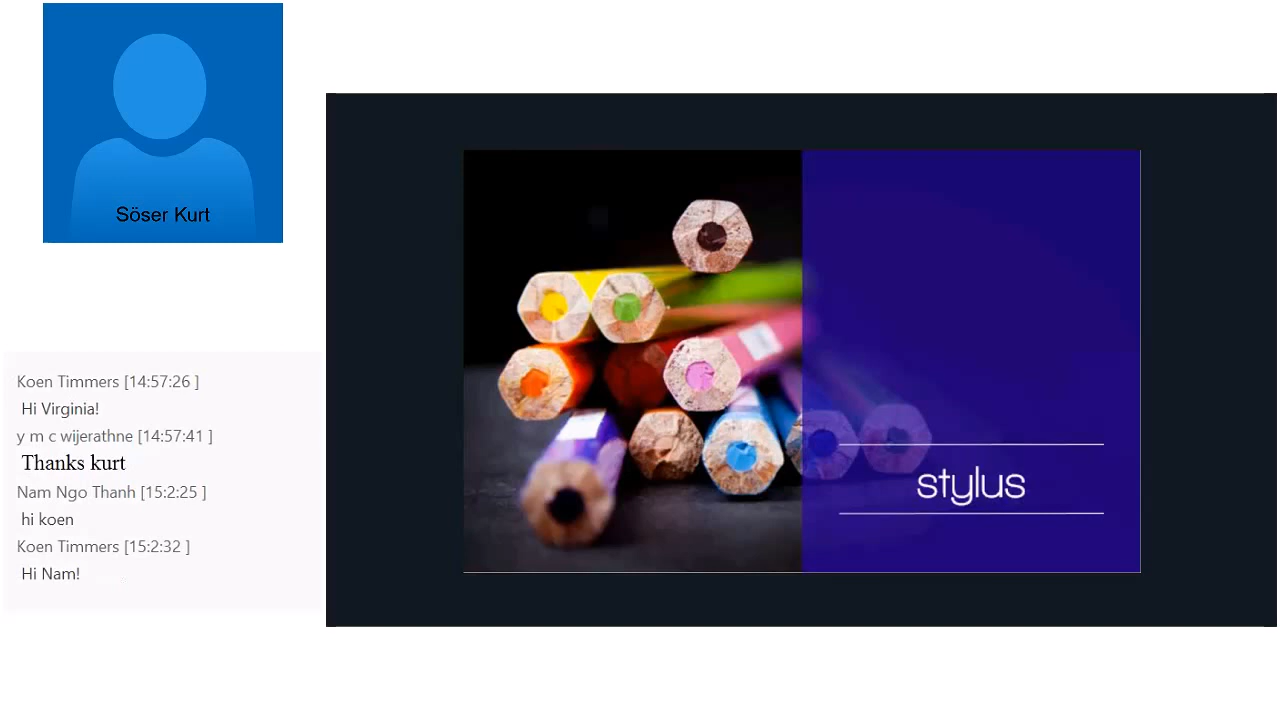 Söser Kurt
Koen Timmers [14:57:26 ]
Hi Virginia!
y m c wijerathne [14:57:41 ]
Thanks kurt
Nam Ngo Thanh [15:2:25 ]
hi koen
Koen Timmers [15:2:32 ]
Hi Nam!
stylus